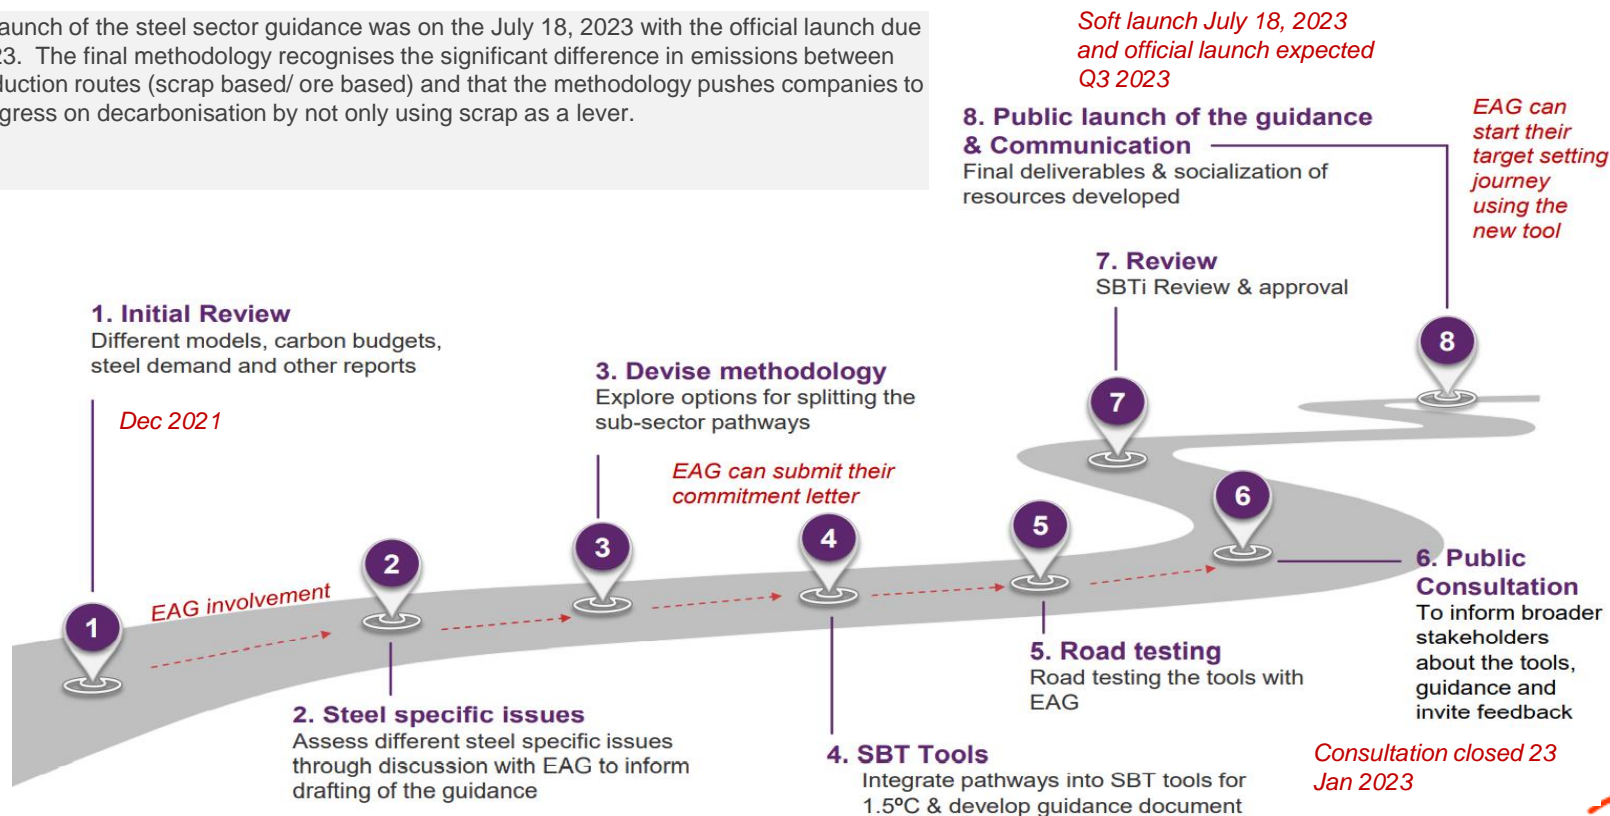 aunch of the steel sector guidance was on the July 18, 2023 with the official launch due
23. The final methodology recognises the significant difference in emissions between
duction routes (scrap based/ ore based) and that the methodology pushes companies to
gress on decarbonisation by not only using scrap as a lever.
Soft launch July 18, 2023
and official launch expected
Q3 2023
8. Public launch of the guidance
& Communication
Final deliverables & socialization of
resources developed
EAG can
start their
target setting
journey
using the
new tool
7. Review
SBTi Review & approval
1. Initial Review
Different models, carbon budgets,
steel demand and other reports
Dec 2021
3. Devise methodology
Explore options for splitting the
sub-sector pathways
EAG can submit their
commitment letter
8
7
6
5
4
3
2
1
EAG involvement
6. Public
Consultation
To inform broader
stakeholders
about the tools,
guidance and
invite feedback
5. Road testing
Road testing the tools with
EAG
2. Steel specific issues
Assess different steel specific issues
through discussion with EAG to inform
drafting of the guidance
4. SBT Tools
Integrate pathways into SBT tools for
1.5ºC & develop guidance document
Consultation closed 23
Jan 2023